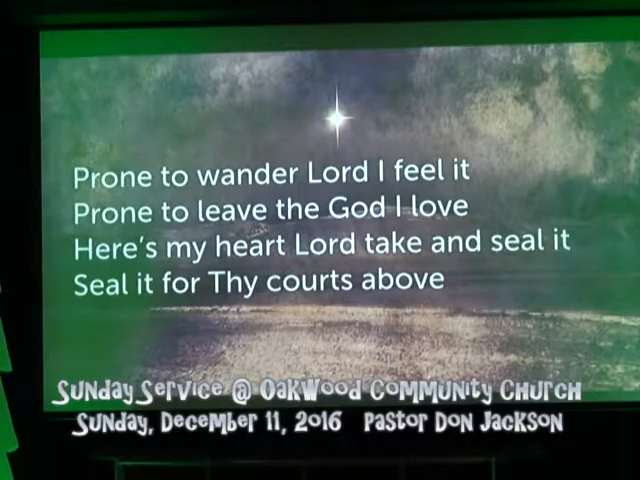 Prone to wander Lord I feel it
Prone to leave the God I love
Here's my heart Lord take and seal it
Seal it for Thy courts above
Sunday Service @ Oakwood Community Church
Sunday, December 11, 2016 Pastor Don Jackson